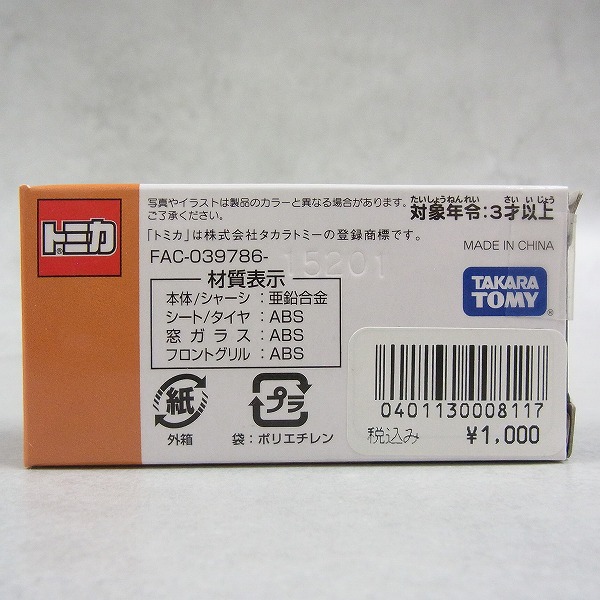 トミカ
®
写真やイラストは製品のカラーと異なる場合があります。
ご了承ください。
たいしょうねんれい さいいじょう
対象年令:3才以上
「トミカ」は株式会社タカラトミーの登録商標です。
MADE IN CHINA
FAC-039786-
15201
材質表示
本体/シャーシ:亜鉛合金
シート/タイヤ:ABS
窓ガラス:ABS
フロントグリル:ABS
TAKARA
TOMY
®
紙
外箱
プラ
袋:ポリエチレン
0401130008117
税込み ¥1,000